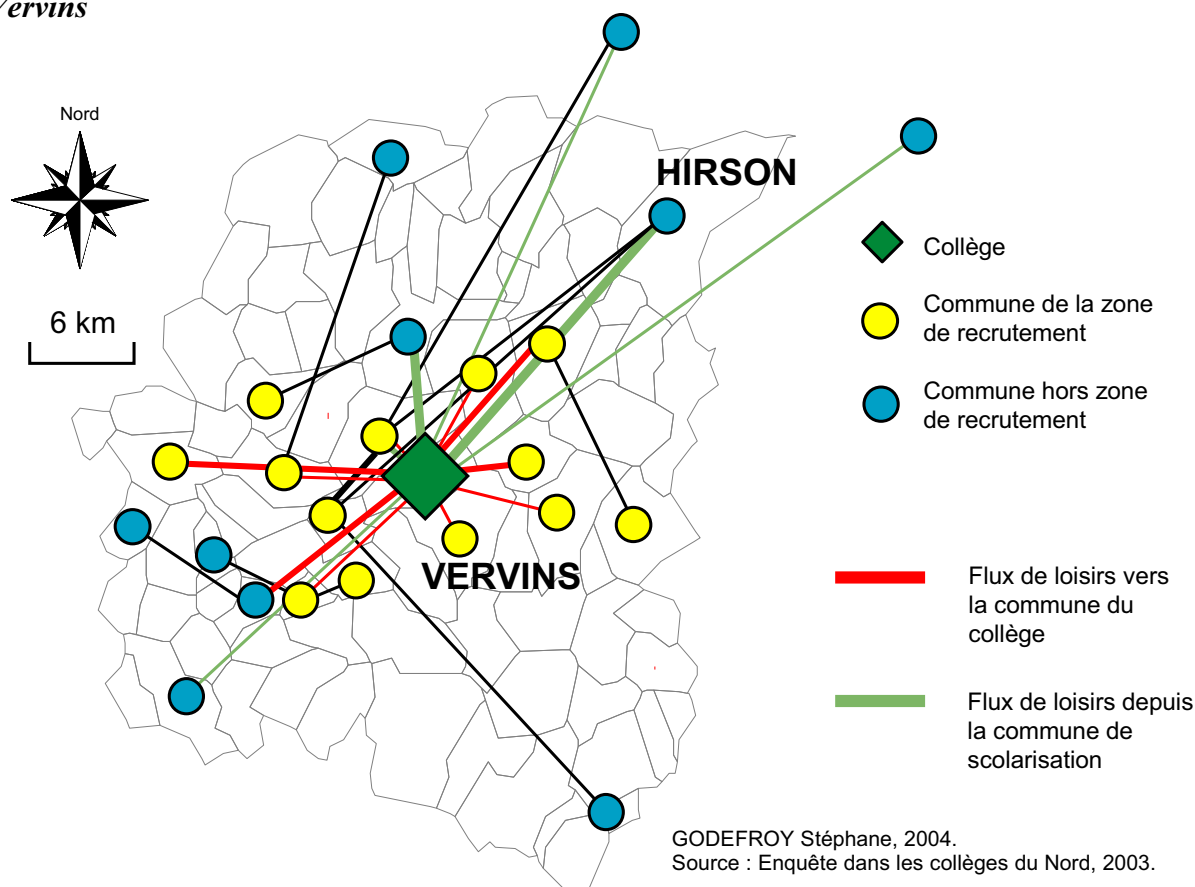 Vervins
Nord
HIRSON
6 km
Collège
Commune de la zone
de recrutement
Commune hors zone
de recrutement
VERVINS
Flux de loisirs vers
la commune du
collège
Flux de loisirs depuis
la commune de
scolarisation
GODEFROY Stéphane, 2004.
Source : Enquête dans les collèges du Nord, 2003.